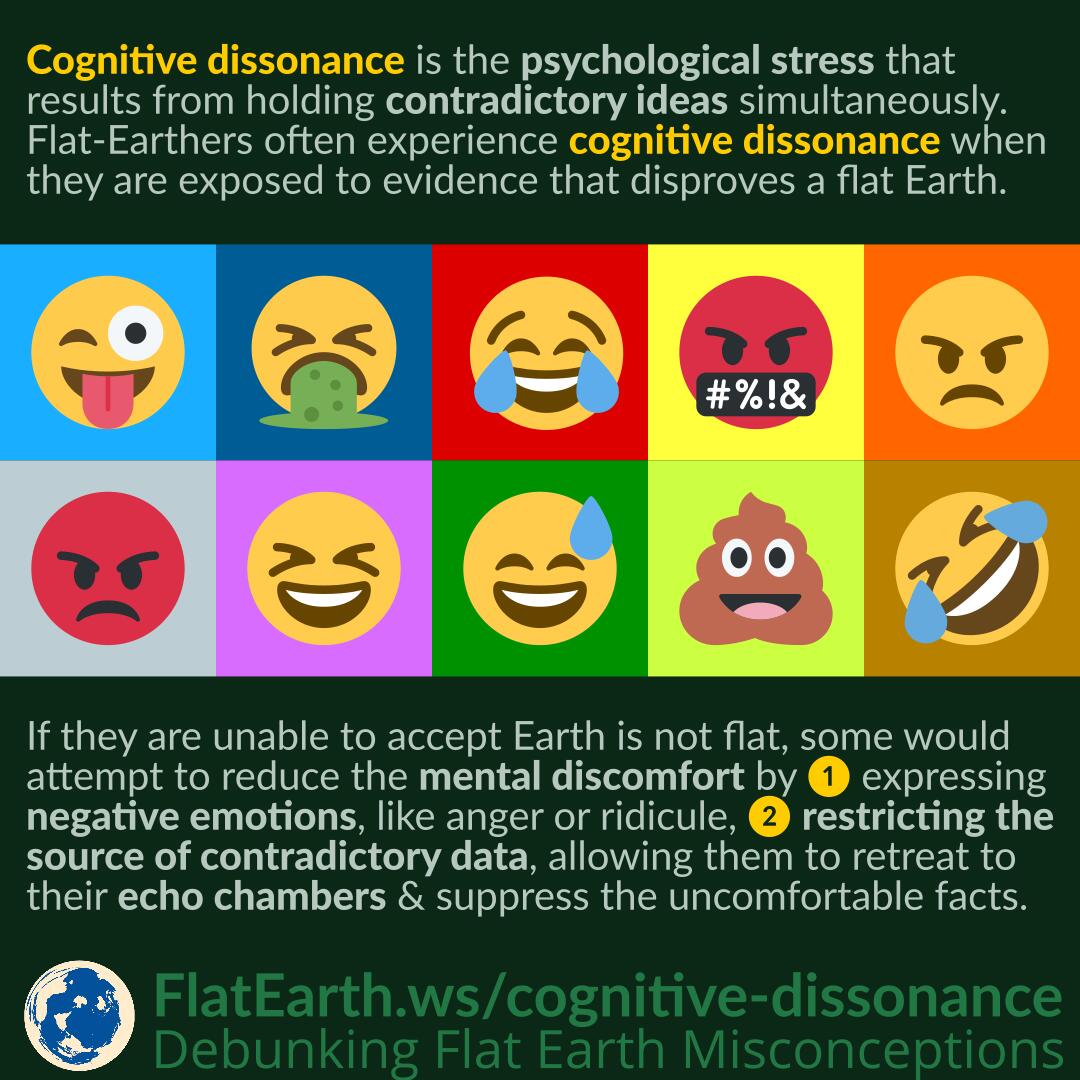 Cognitive dissonance is the psychological stress that
results from holding contradictory ideas simultaneously.
Flat-Earthers often experience cognitive dissonance when
they are exposed to evidence that disproves a flat Earth.
#%!&
If they are unable to accept Earth is not flat, some would
attempt to reduce the mental discomfort by 1 expressing
negative emotions, like anger or ridicule, 2 restricting the
source of contradictory data, allowing them to retreat to
their echo chambers & suppress the uncomfortable facts.
FlatEarth.ws/cognitive-dissonance
Debunking Flat Earth Misconceptions